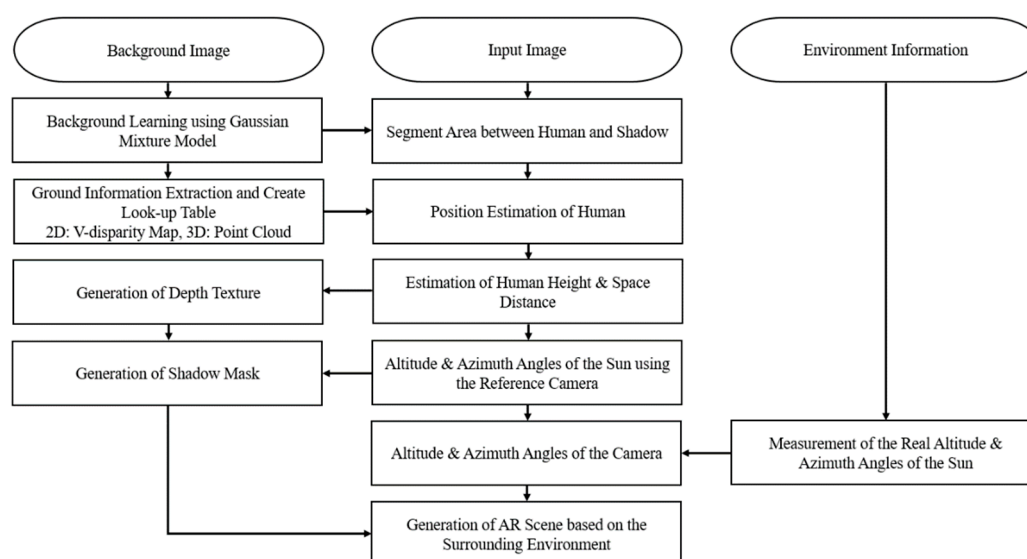 Background Image
Input Image
Environment Information
Background Learning using Gaussian
Mixture Model
Segment Area between Human and Shadow
Ground Information Extraction and Create
Look-up Table
2D: V-disparity Map, 3D: Point Cloud
Position Estimation of Human
Generation of Depth Texture
Estimation of Human Height & Space
Distance
Generation of Shadow Mask
Altitude & Azimuth Angles of the Sun using
the Reference Camera
Altitude & Azimuth Angles of the Camera
Measurement of the Real Altitude &
Azimuth Angles of the Sun
Generation of AR Scene based on the
Surrounding Environment